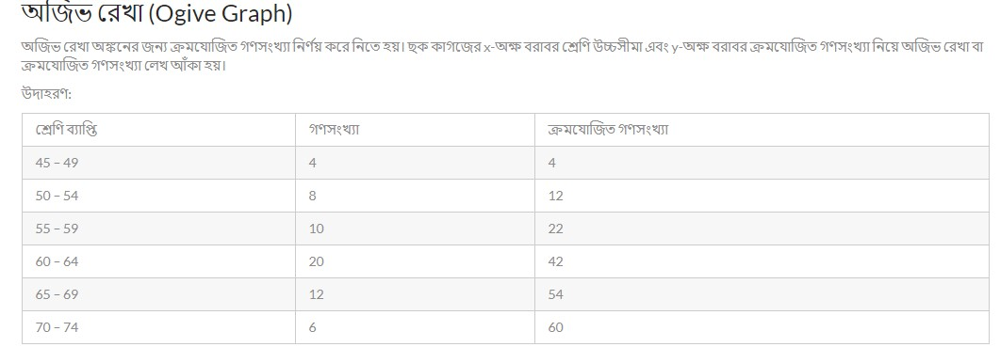 অজিভ রেখা (Ogive Graph)
অজিভ রেখা অঙ্কনের জন্য ক্রমযোজিত গণসংখ্যা নির্ণয় করে নিতে হয়। ছক কাগজের x-অক্ষ বরাবর শ্রেণি উচ্চসীমা এবং y-অক্ষ বরাবর ক্রমযোজিত গণসংখ্যা নিয়ে অজিভ রেখা বা
ক্রমযোজিত গণসংখ্যা লেখ আঁকা হয়।
উদাহরণ:
শ্রেণি ব্যাপ্তি গণসংখ্যা ক্রমযোজিত গণসংখ্যা
45 – 49 4 4
50 – 54 8 12
55 – 59 10 22
60 – 64 20 42
65 – 69 12 54
70 – 74 6 60